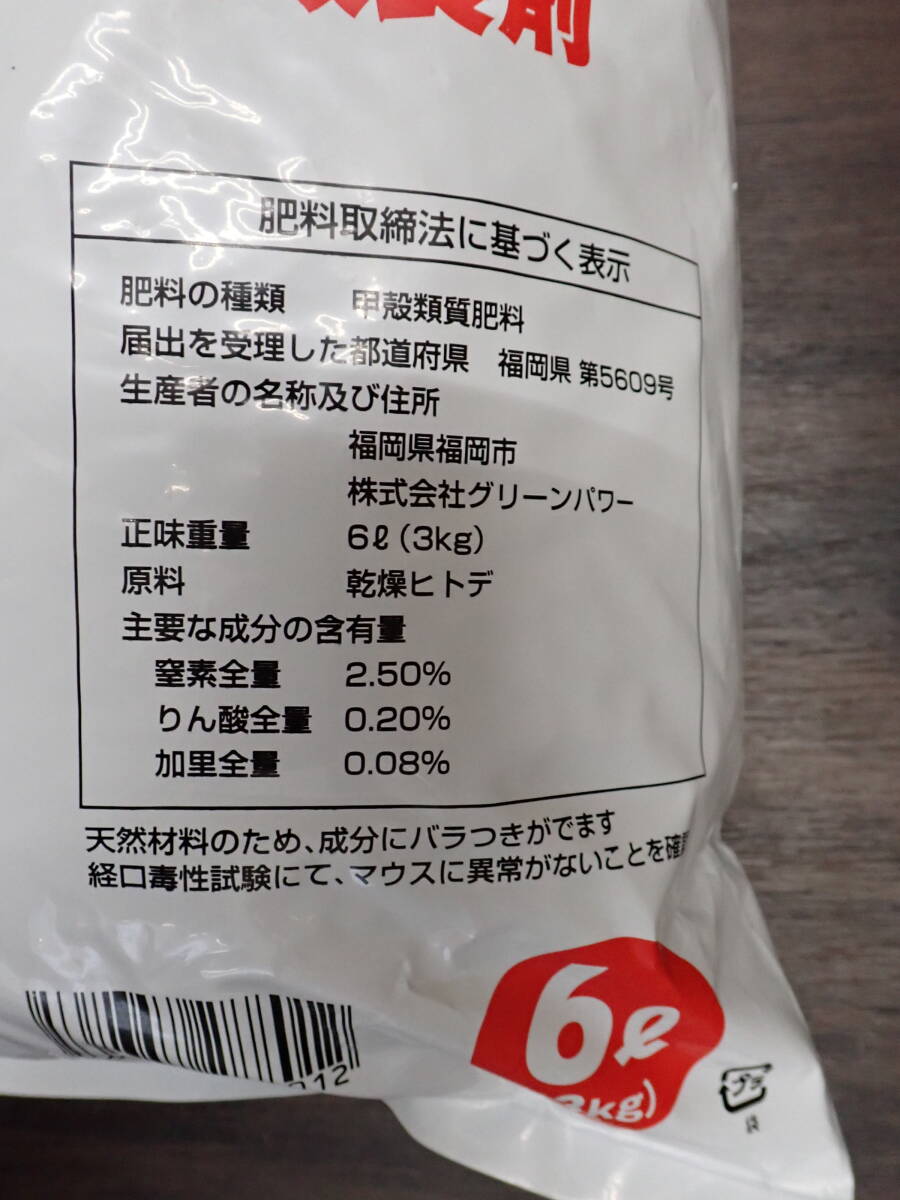 剤
肥料取締法に基づく表示
肥料の種類 甲殻類質肥料
届出を受理した都道府県 福岡県 第5609号
生産者の名称及び住所
福岡県福岡市
株式会社グリーンパワー
正味重量 6ℓ(3kg)
原料 乾燥ヒトデ
主要な成分の含有量
窒素全量 2.50%
りん酸全量 0.20%
加里全量 0.08%
天然材料のため、成分にバラつきがでます
経口毒性試験にて、マウスに異常がないことを確
12
6ℓ
kg)
プラ
袋